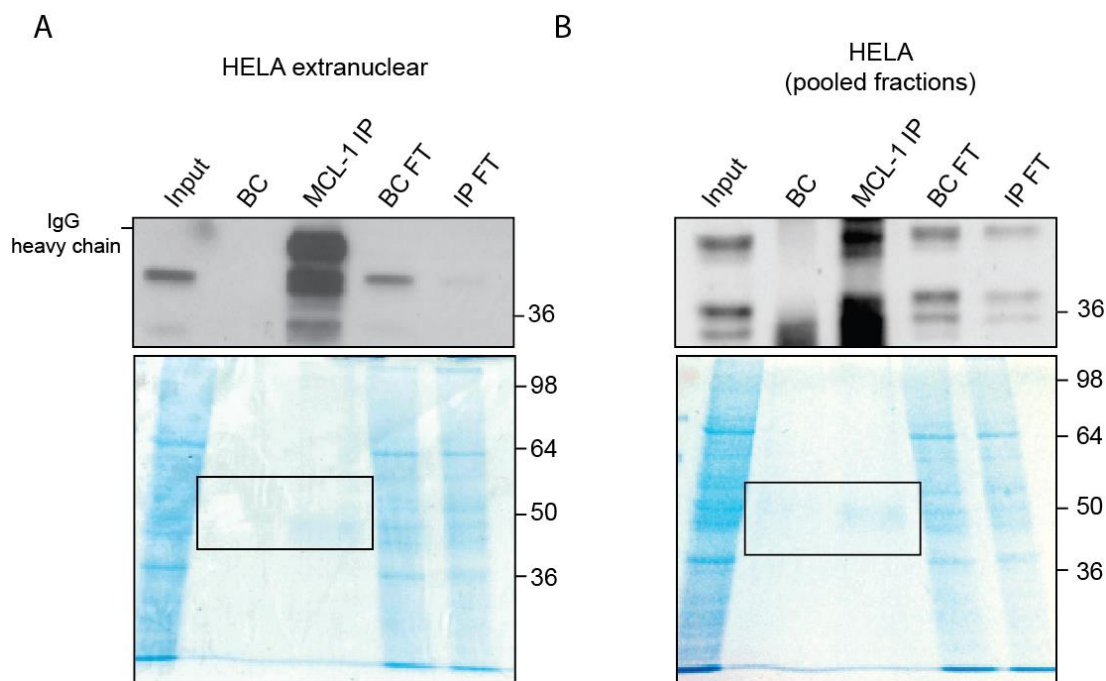 A
HELA extranuclear
Input
BC
MCL-1 IP
BC FT
IP FT
IgG
heavy chain
36
98
64
50
36
B
HELA
(pooled fractions)
Input
BC
MCL-1 IP
BC FT
IP FT
36
98
64
50
36